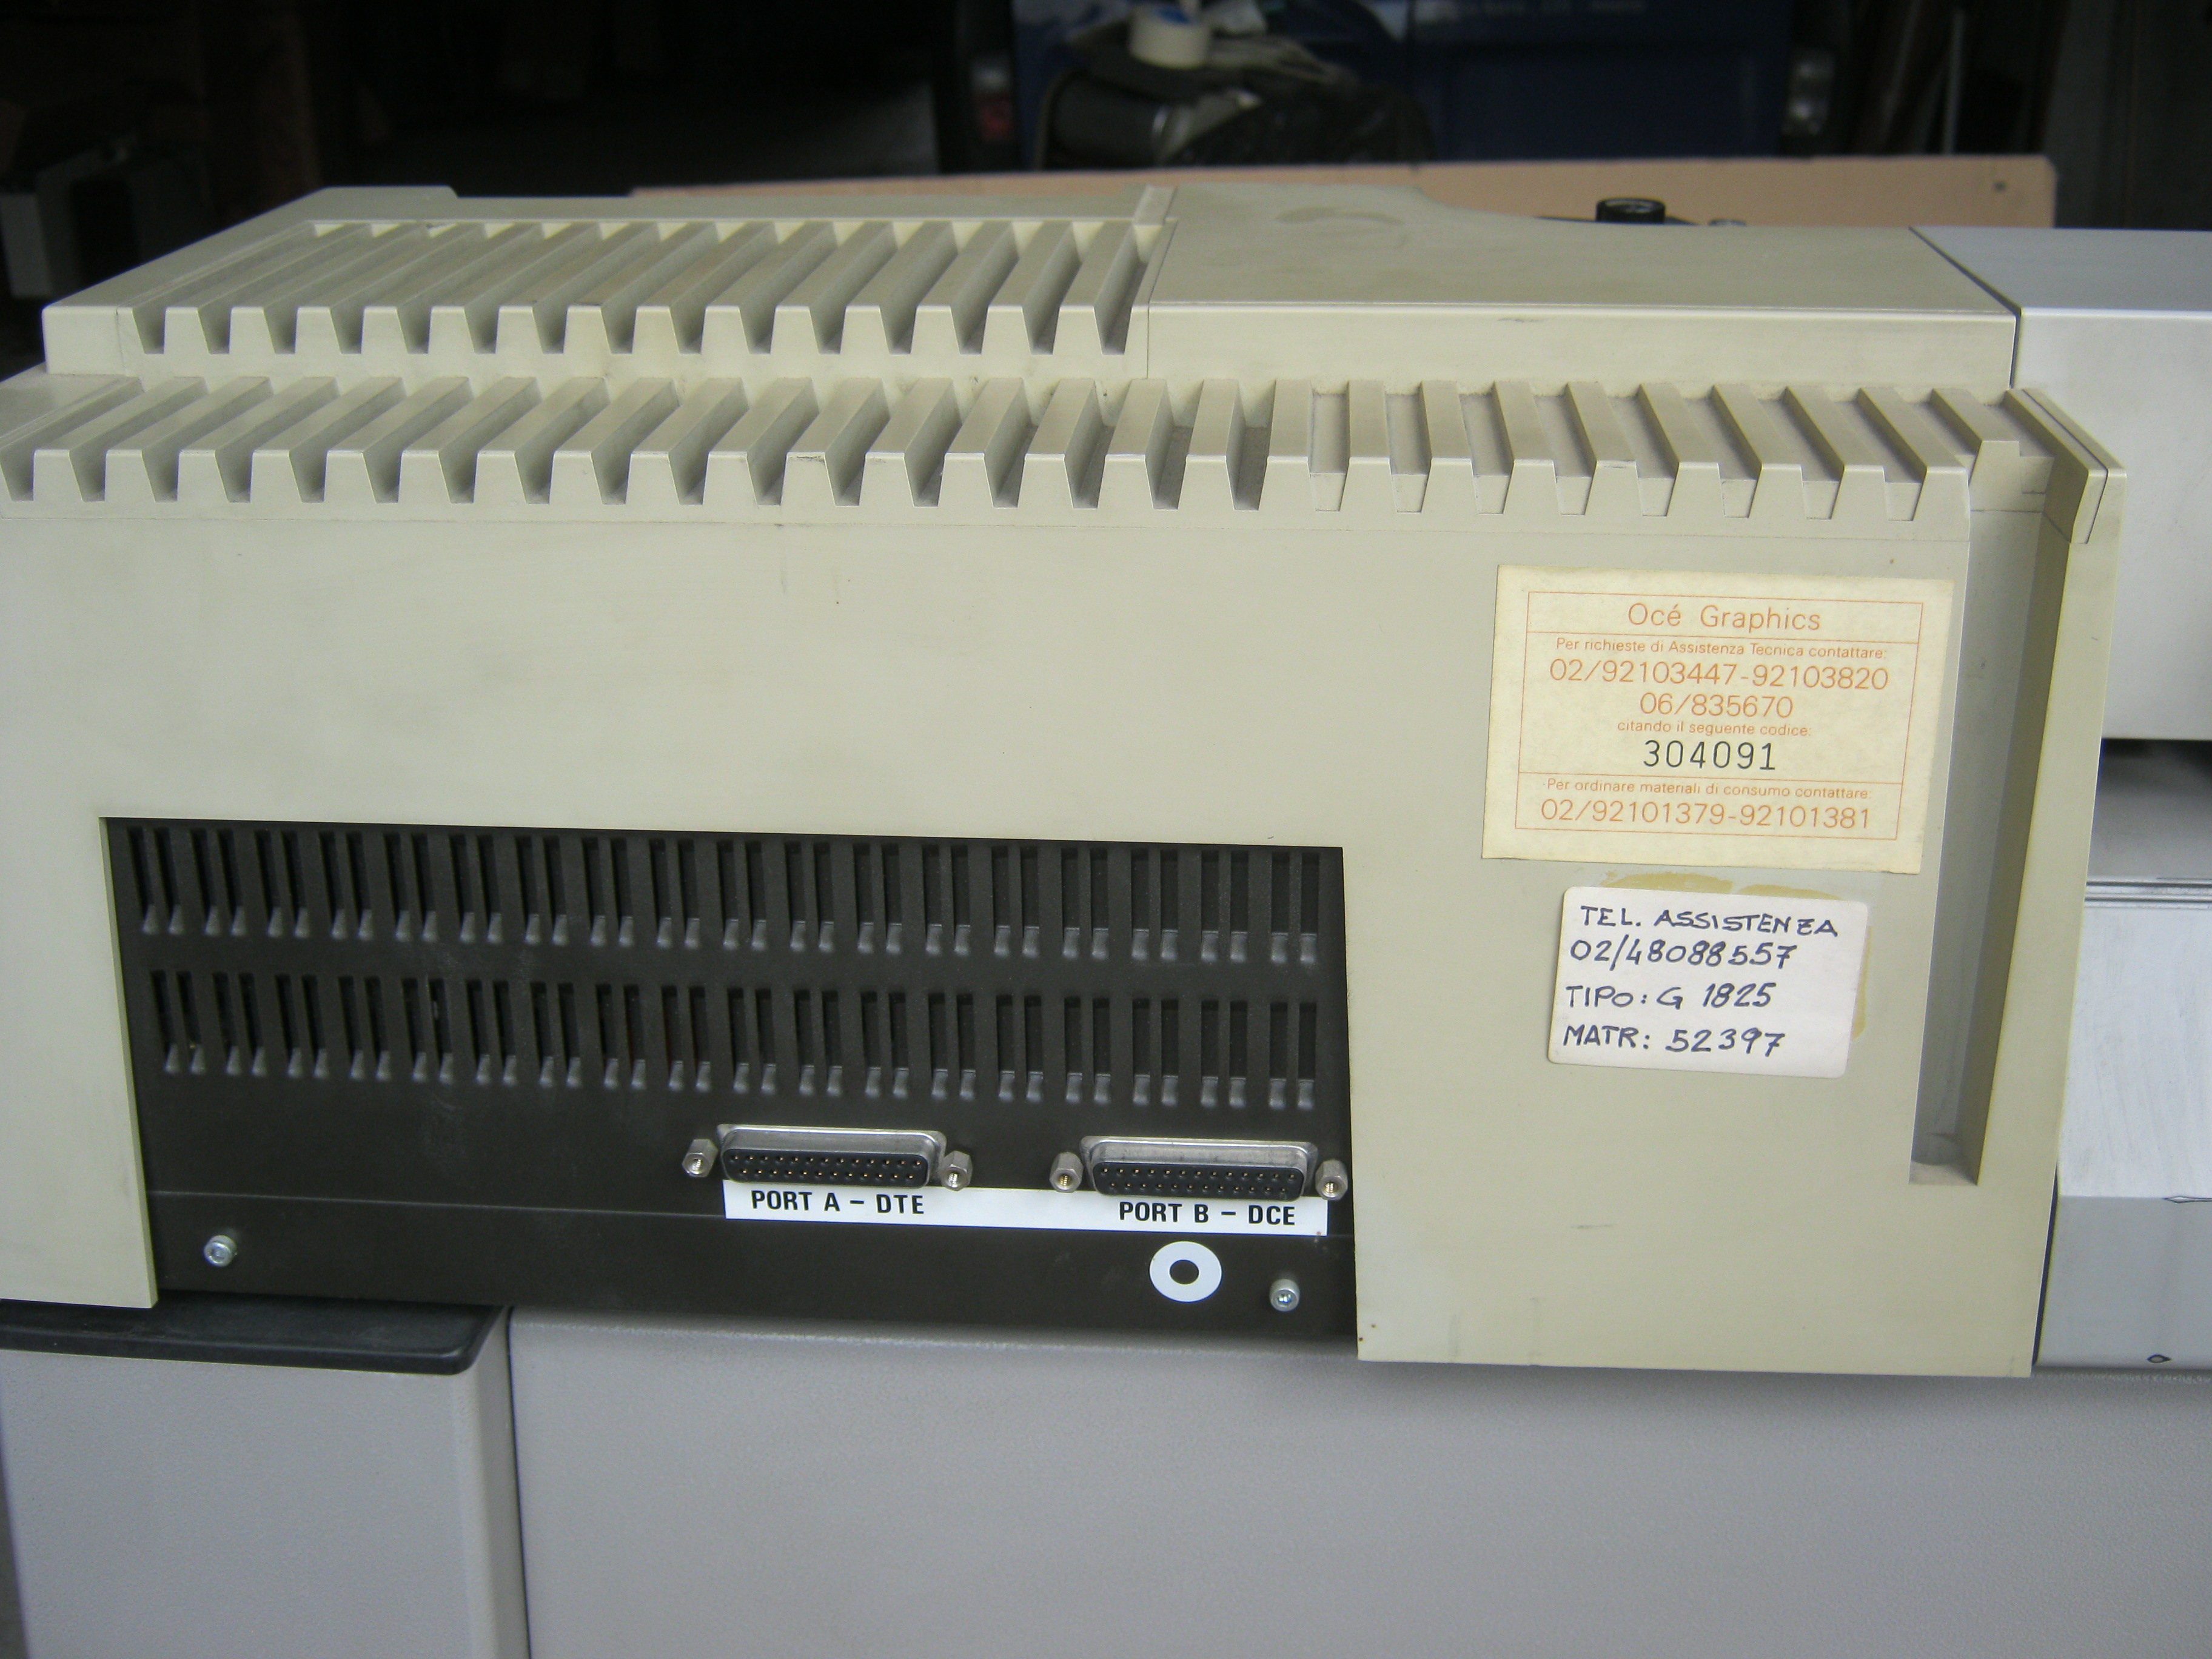 Océ Graphics
Per richieste di Assistenza Tecnica contattare:
02/92103447-92103820
06/835670
citando il seguente codice:
304091
Per ordinare materiali di consumo contattare:
02/92101379-92101381
TEL. ASSISTENZA
02/48088557
TIPO: G 1825
MATR: 52397
PORT A - DTE
PORT B - DCE